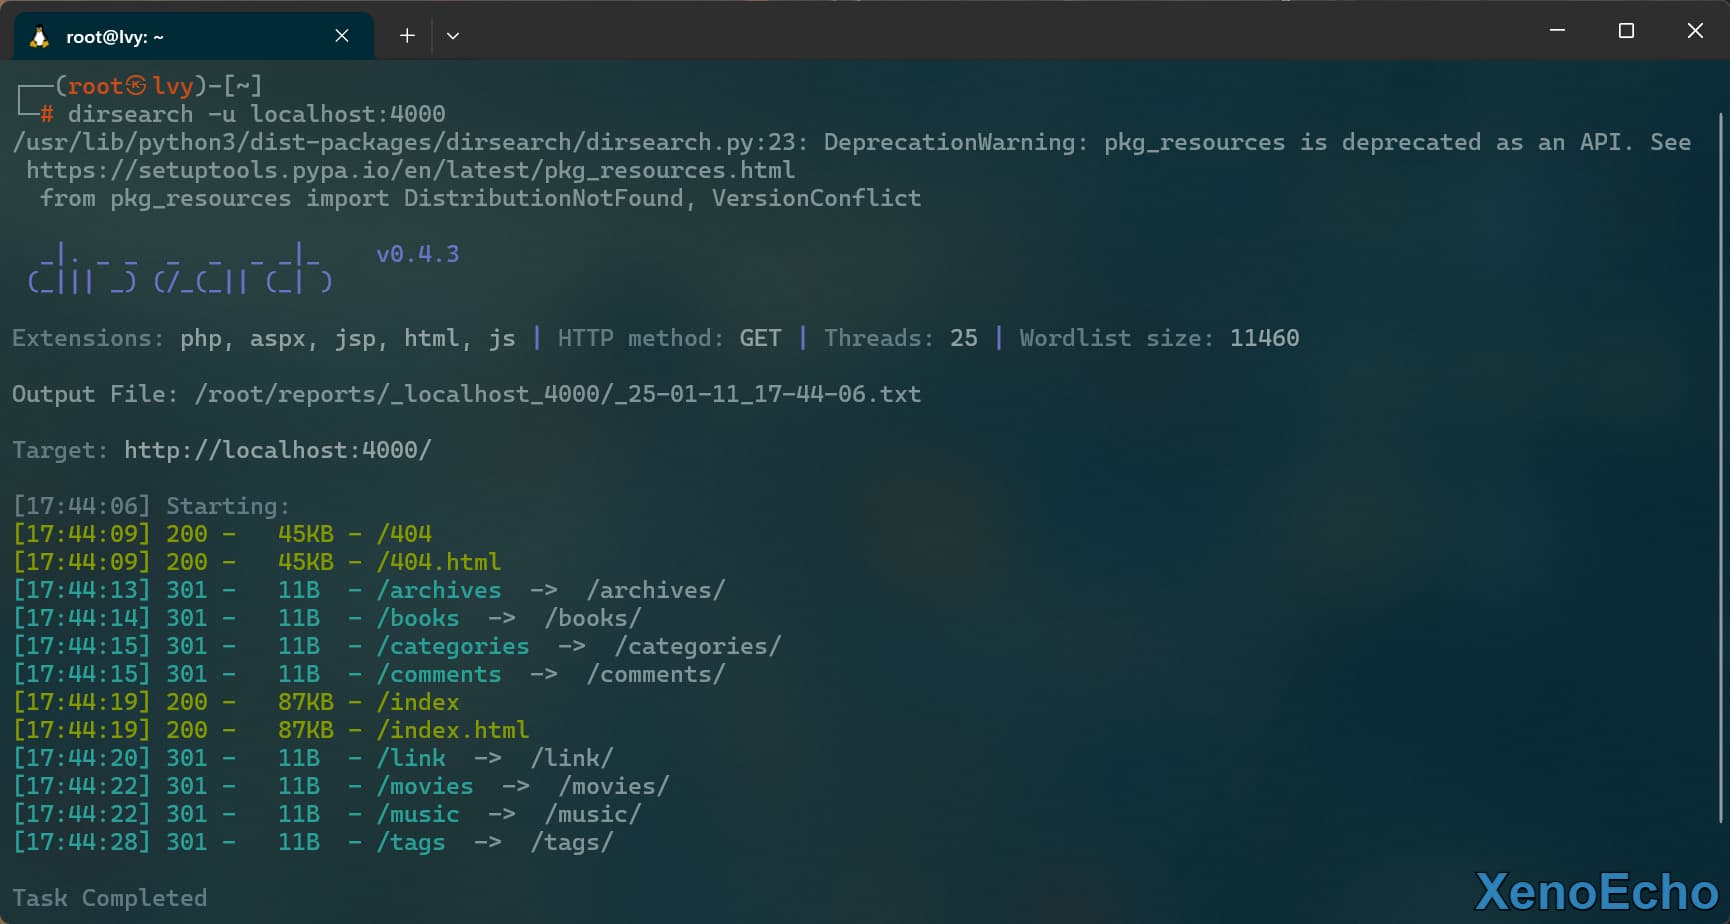 root@lvy: ~
┌──(root㉿lvy)-[~]
└─# dirsearch -u localhost:4000
/usr/lib/python3/dist-packages/dirsearch/dirsearch.py:23: DeprecationWarning: pkg_resources is deprecated as an API. See
 https://setuptools.pypa.io/en/latest/pkg_resources.html
  from pkg_resources import DistributionNotFound, VersionConflict
  _|. _ _  _  _  _ _|_    v0.4.3
 (_||| _) (/_(_|| (_| )
Extensions: php, aspx, jsp, html, js | HTTP method: GET | Threads: 25 | Wordlist size: 11460
Output File: /root/reports/_localhost_4000/_25-01-11_17-44-06.txt
Target: http://localhost:4000/
[17:44:06] Starting:
[17:44:09] 200 -   45KB - /404
[17:44:09] 200 -   45KB - /404.html
[17:44:13] 301 -   11B  - /archives  ->  /archives/
[17:44:14] 301 -   11B  - /books  ->  /books/
[17:44:15] 301 -   11B  - /categories  ->  /categories/
[17:44:15] 301 -   11B  - /comments  ->  /comments/
[17:44:19] 200 -   87KB - /index
[17:44:19] 200 -   87KB - /index.html
[17:44:20] 301 -   11B  - /link  ->  /link/
[17:44:22] 301 -   11B  - /movies  ->  /movies/
[17:44:22] 301 -   11B  - /music  ->  /music/
[17:44:28] 301 -   11B  - /tags  ->  /tags/
Task Completed
XenoEcho